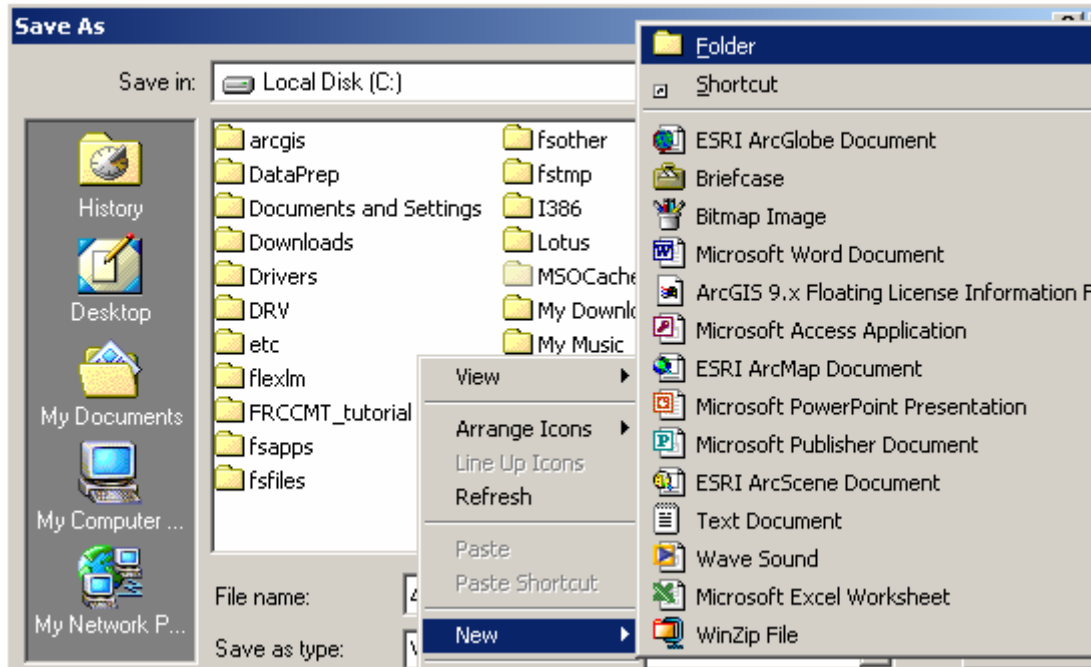 Save As
Save in:
Local Disk (C:)
History
Desktop
My Documents
My Computer ...
My Network P...
arcgis
DataPrep
Documents and Settings
Downloads
Drivers
DRV
etc
flexlm
FRCCMT_tutorial
fsapps
fsfiles
fsother
fstmp
I386
Lotus
MSOCache
My Downlo
My Music
File name:
Save as type:
View
Arrange Icons
Line Up Icons
Refresh
Paste
Paste Shortcut
New
Folder
Shortcut
ESRI ArcGlobe Document
Briefcase
Bitmap Image
Microsoft Word Document
ArcGIS 9.x Floating License Information F
Microsoft Access Application
ESRI ArcMap Document
Microsoft PowerPoint Presentation
Microsoft Publisher Document
ESRI ArcScene Document
Text Document
Wave Sound
Microsoft Excel Worksheet
WinZip File